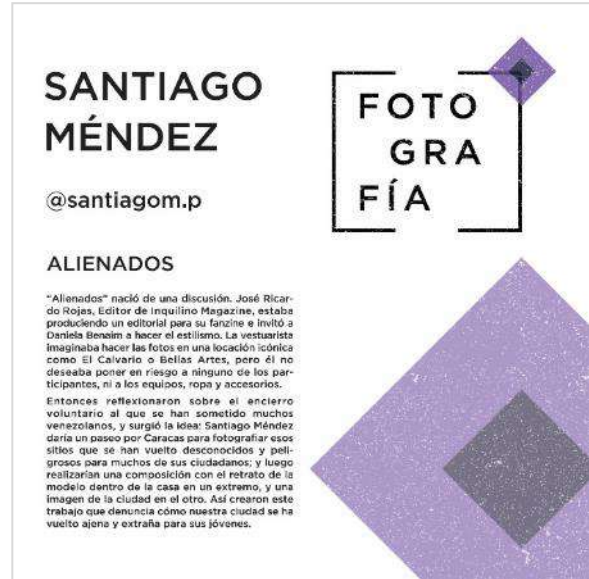 SANTIAGO
MÉNDEZ
@santiagom.p
FOTO
GRA
FÍA
ALIENADOS
"Alienados" nació de una discusión. José Ricar-
do Rojas, Editor de Inquilino Magazine, estaba
produciendo un editorial para su fanzine e invitó a
Daniela Benaim a hacer el estilismo. La vestuarista
imaginaba hacer las fotos en una locación icónica
como El Calvario o Bellas Artes, pero él no
deseaba poner en riesgo a ninguno de los par-
ticipantes, ni a los equipos, ropa y accesorios.
Entonces reflexionaron sobre el encierro
voluntario al que se han sometido muchos
venezolanos, y surgió la idea: Santiago Méndez
daría un paseo por Caracas para fotografiar esos
sitios que se han vuelto desconocidos y peli-
grosos para muchos de sus ciudadanos; y luego
realizarían una composición con el retrato de la
modelo dentro de la casa en un extremo, y una
imagen de la ciudad en el otro. Así crearon este
trabajo que denuncia cómo nuestra ciudad se ha
vuelto ajena y extraña para sus jóvenes.